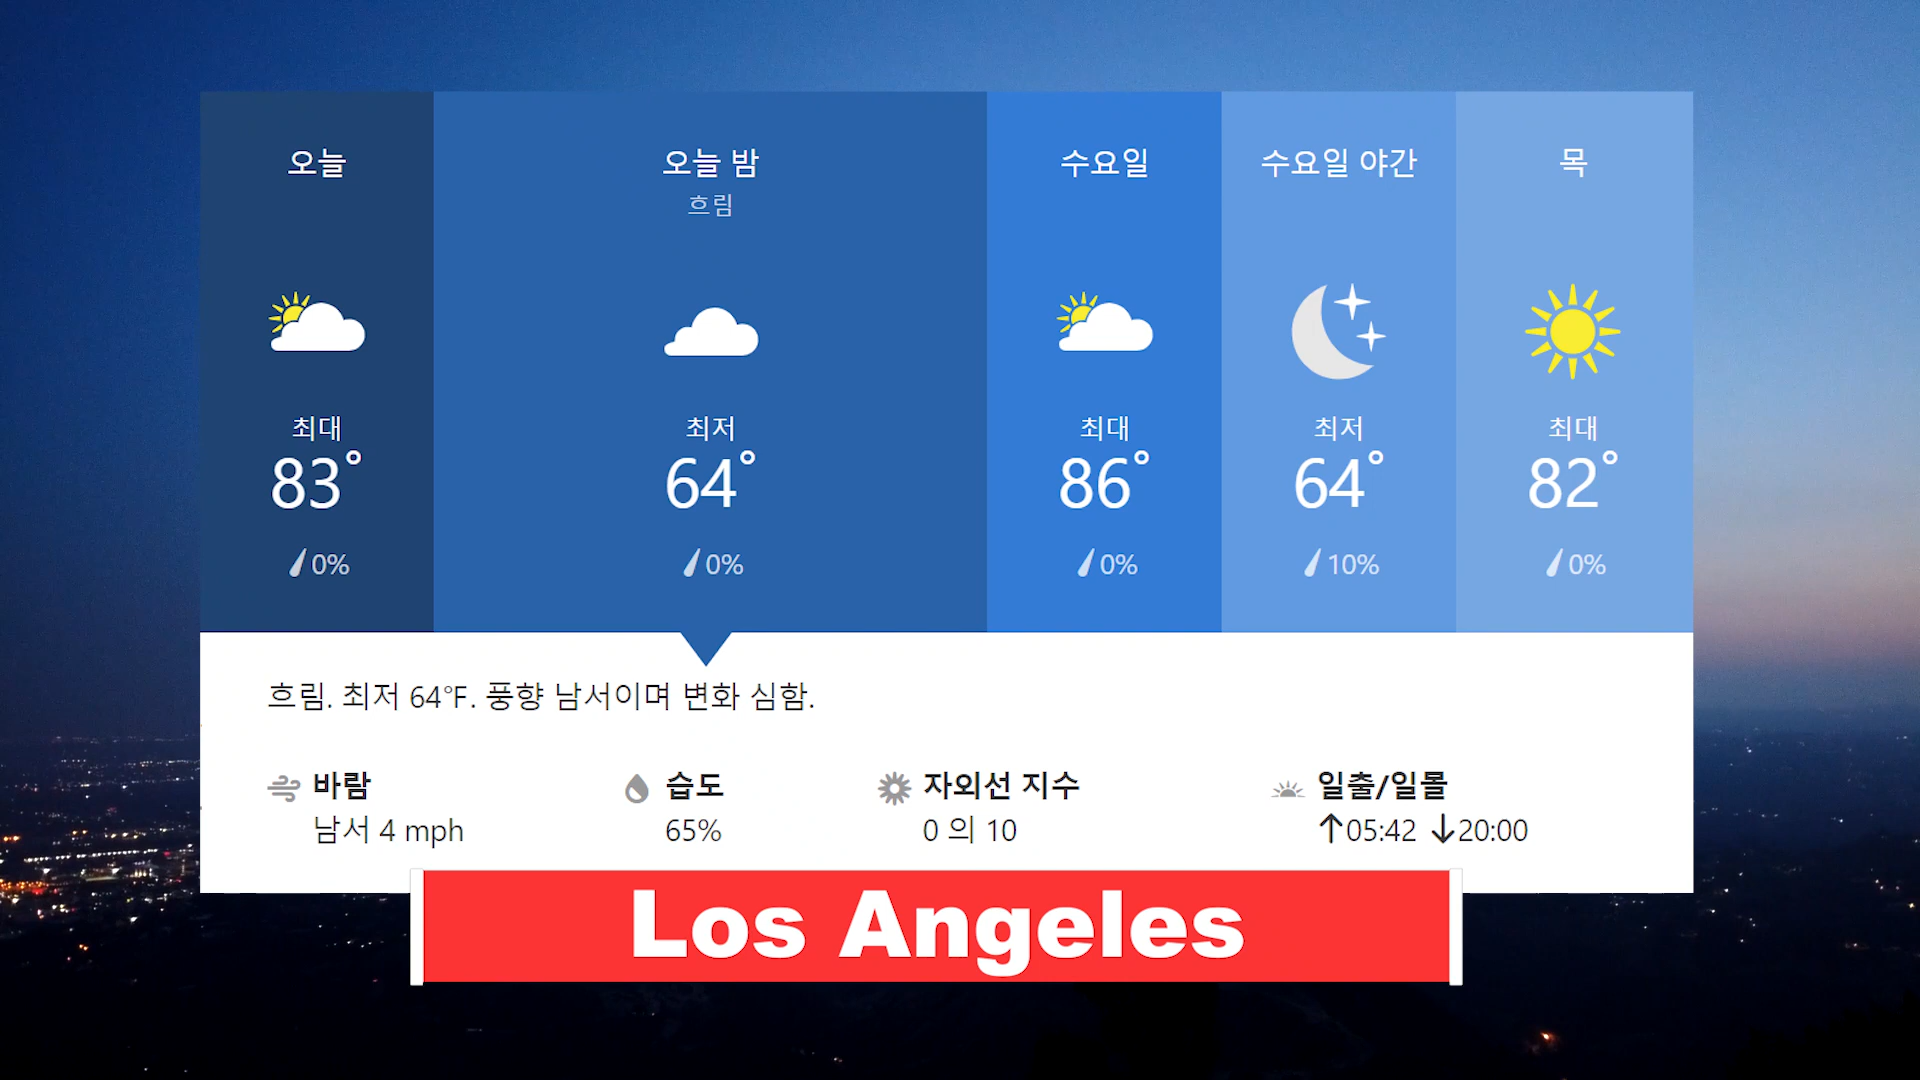 오늘
오늘 밤
흐림
수요일
수요일 야간
목
최대
83°
0%
최저
64°
0%
최대
86°
0%
최저
64°
10%
최대
82°
0%
흐림. 최저 64°F. 풍향 남서이며 변화 심함.
바람
남서 4 mph
습도
65%
자외선 지수
0 의 10
일출/일몰
↑05:42 ↓20:00
Los Angeles